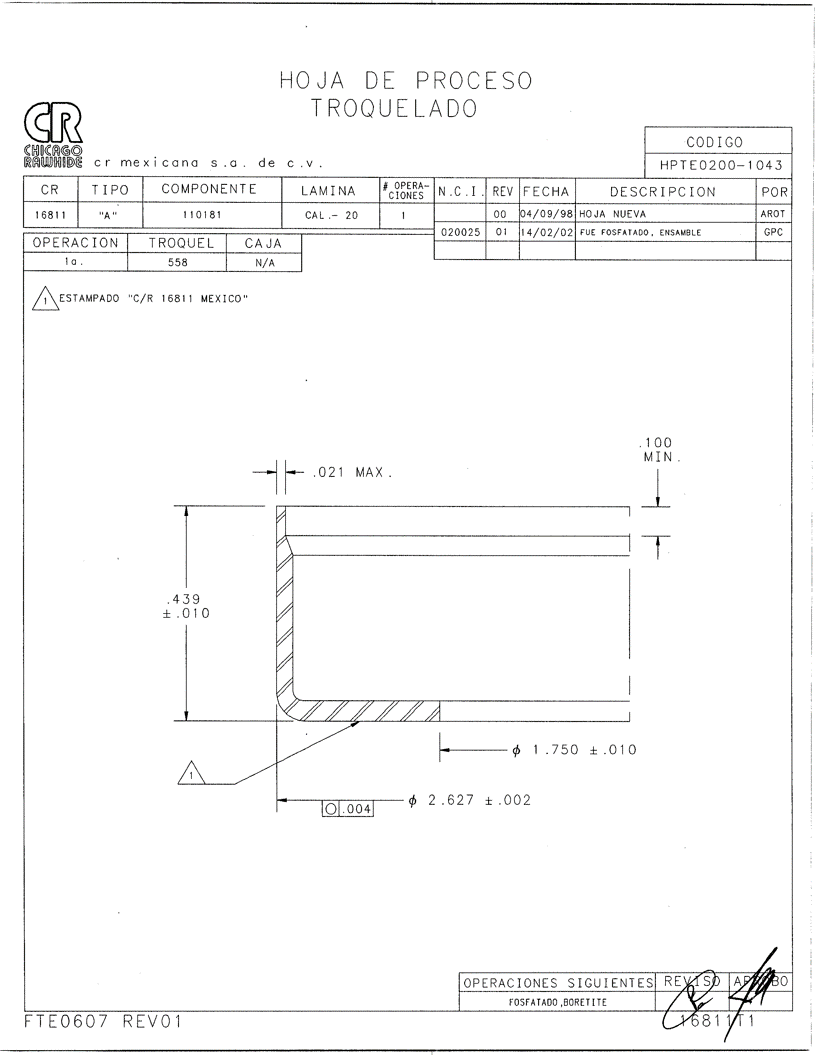 HOJA DE PROCESO
TROQUELADO
CR
CHICAGO
RAWHIDE
cr mexicana s.a. de c.v.
CODIGO
HPTE0200-1043
CR TIPO COMPONENTE LAMINA # OPERA-CIONES N.C.I. REV FECHA DESCRIPCION POR
16811 "A" 110181 CAL.- 20 1 00 04/09/98 HOJA NUEVA AROT
020025 01 14/02/02 FUE FOSFATADO, ENSAMBLE GPC
OPERACION TROQUEL CAJA
1a. 558 N/A
1 ESTAMPADO "C/R 16811 MEXICO"
.100
MIN.
.021 MAX.
.439
±.010
ϕ 1.750 ±.010
1
ϕ 2.627 ±.002
○ .004
OPERACIONES SIGUIENTES REVISO APROBO
FOSFATADO,BORETITE
FTE0607 REV01
16811T1